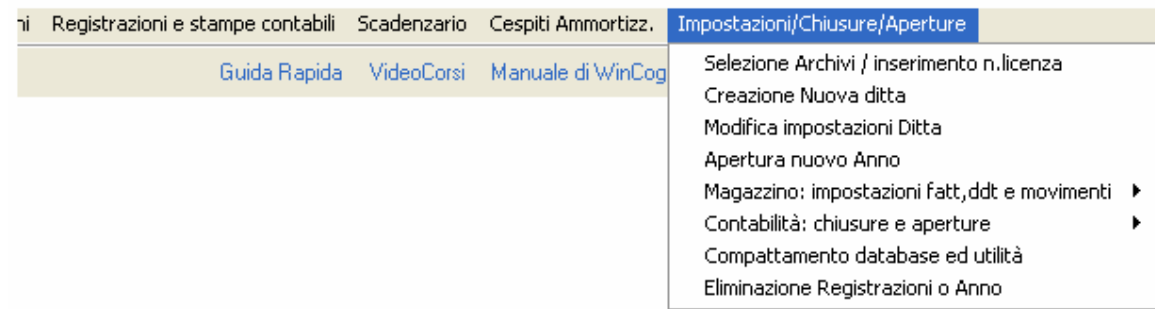 ni Registrazioni e stampe contabili Scadenzario Cespiti Ammortizz. Impostazioni/Chiusure/Aperture
Guida Rapida VideoCorsi Manuale di WinCog
Selezione Archivi / inserimento n.licenza
Creazione Nuova ditta
Modifica impostazioni Ditta
Apertura nuovo Anno
Magazzino: impostazioni fatt,ddt e movimenti
Contabilità: chiusure e aperture
Compattamento database ed utilità
Eliminazione Registrazioni o Anno